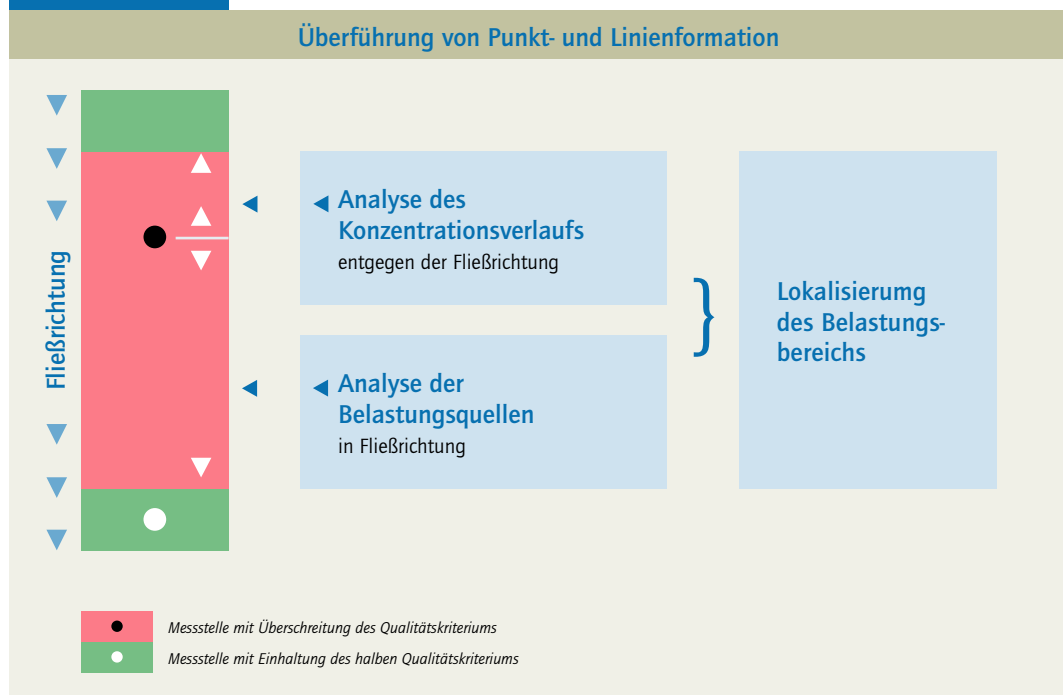 Überführung von Punkt- und Linienformation
Fließrichtung
Analyse des
Konzentrationsverlaufs
entgegen der Fließrichtung
Analyse der
Belastungsquellen
in Fließrichtung
Lokalisierumg
des Belastungs-
bereichs
Messstelle mit Überschreitung des Qualitätskriteriums
Messstelle mit Einhaltung des halben Qualitätskriteriums